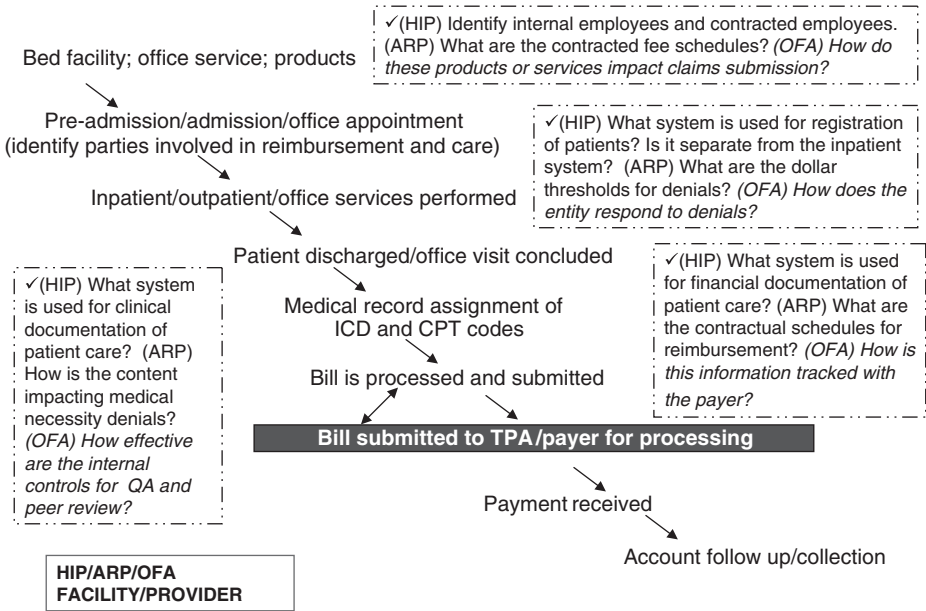 ✓(HIP) Identify internal employees and contracted employees.
(ARP) What are the contracted fee schedules? (OFA) How do
these products or services impact claims submission?
Bed facility; office service; products
Pre-admission/admission/office appointment
(identify parties involved in reimbursement and care)
✓(HIP) What system is used for registration
of patients? Is it separate from the inpatient
system? (ARP) What are the dollar
thresholds for denials? (OFA) How does the
entity respond to denials?
Inpatient/outpatient/office services performed
Patient discharged/office visit concluded
✓(HIP) What system is used
for financial documentation of
patient care? (ARP) What are
the contractual schedules for
reimbursement? (OFA) How is
this information tracked with
the payer?
✓(HIP) What system
is used for clinical
documentation of
patient care? (ARP)
How is the content
impacting medical
necessity denials?
(OFA) How effective
are the internal
controls for QA and
peer review?
Medical record assignment of
ICD and CPT codes
Bill is processed and submitted
Bill submitted to TPA/payer for processing
Payment received
Account follow up/collection
HIP/ARP/OFA
FACILITY/PROVIDER